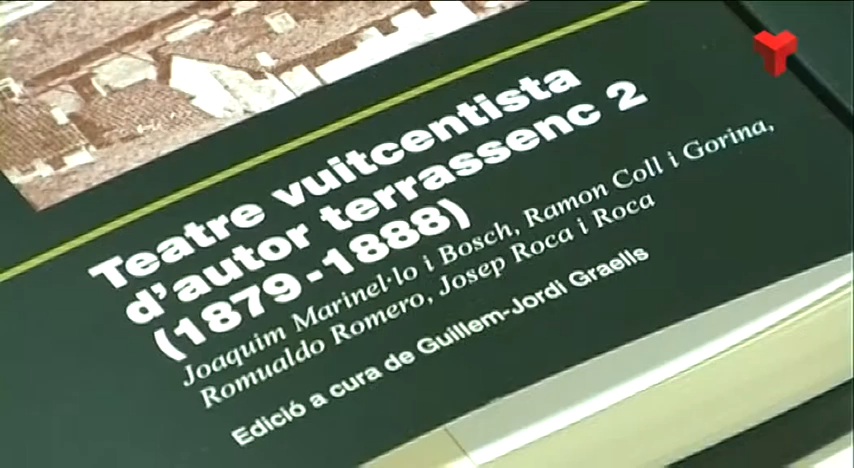 Teatre vuitcentista
d'autor terrassenc 2
(1879-1888)
Joaquim Marinel·lo i Bosch, Ramon Coll i Gorina,
Romualdo Romero, Josep Roca i Roca
Edició a cura de Guillem-Jordi Graells